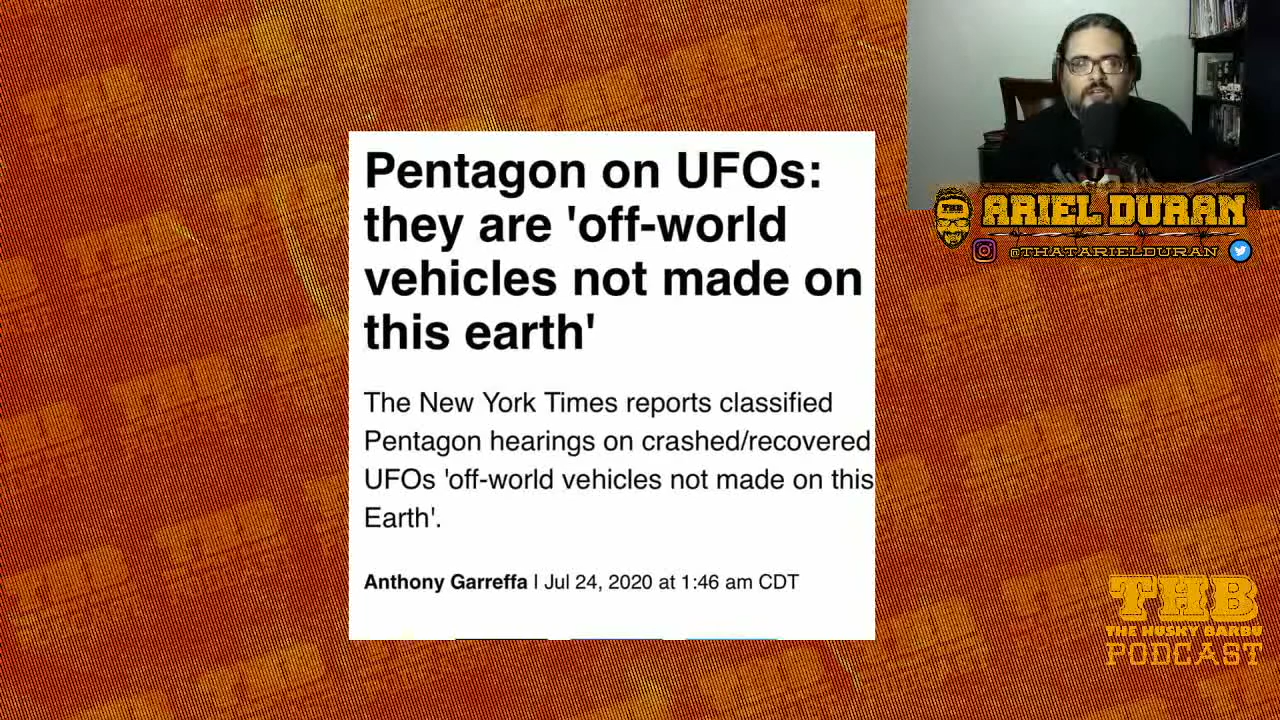 Pentagon on UFOs:
they are 'off-world
vehicles not made on
this earth'
The New York Times reports classified
Pentagon hearings on crashed/recovered
UFOs 'off-world vehicles not made on this
Earth'.
Anthony Garreffa | Jul 24, 2020 at 1:46 am CDT
THB
ARIEL DURAN
@THATARIELDURAN
THB
THE HUSKY BARBU
PODCAST